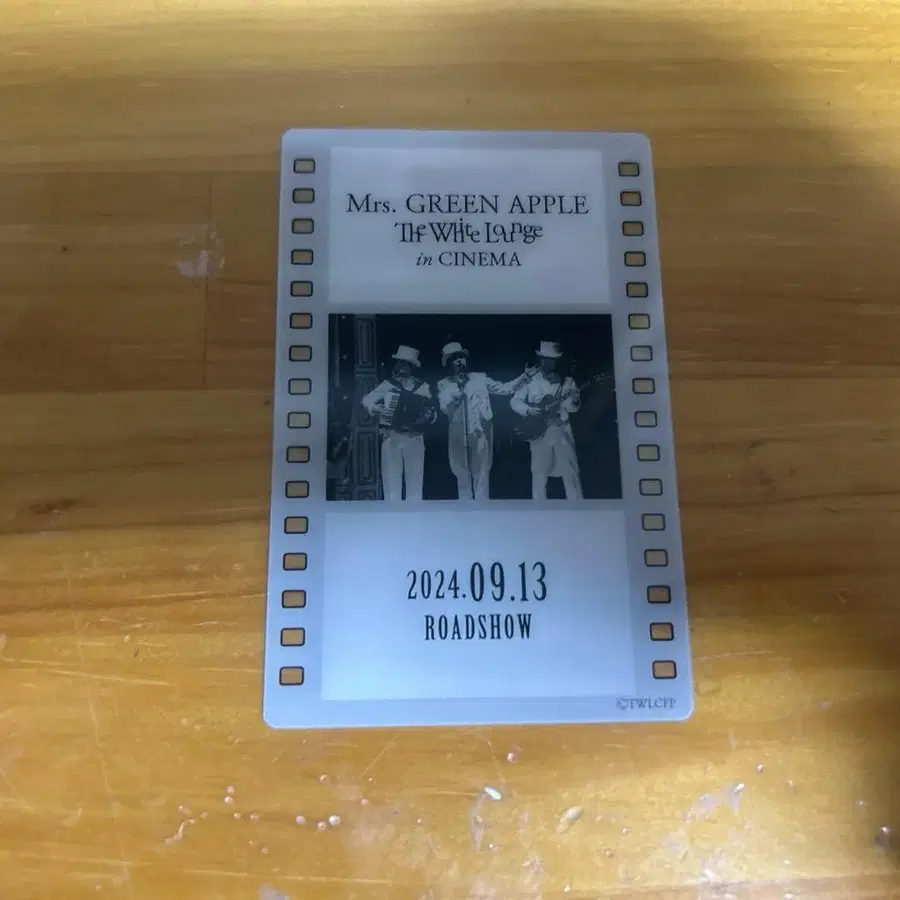 Mrs. GREEN APPLE
The White Lounge
in CINEMA
2024.09.13
ROADSHOW
©TWLCFP